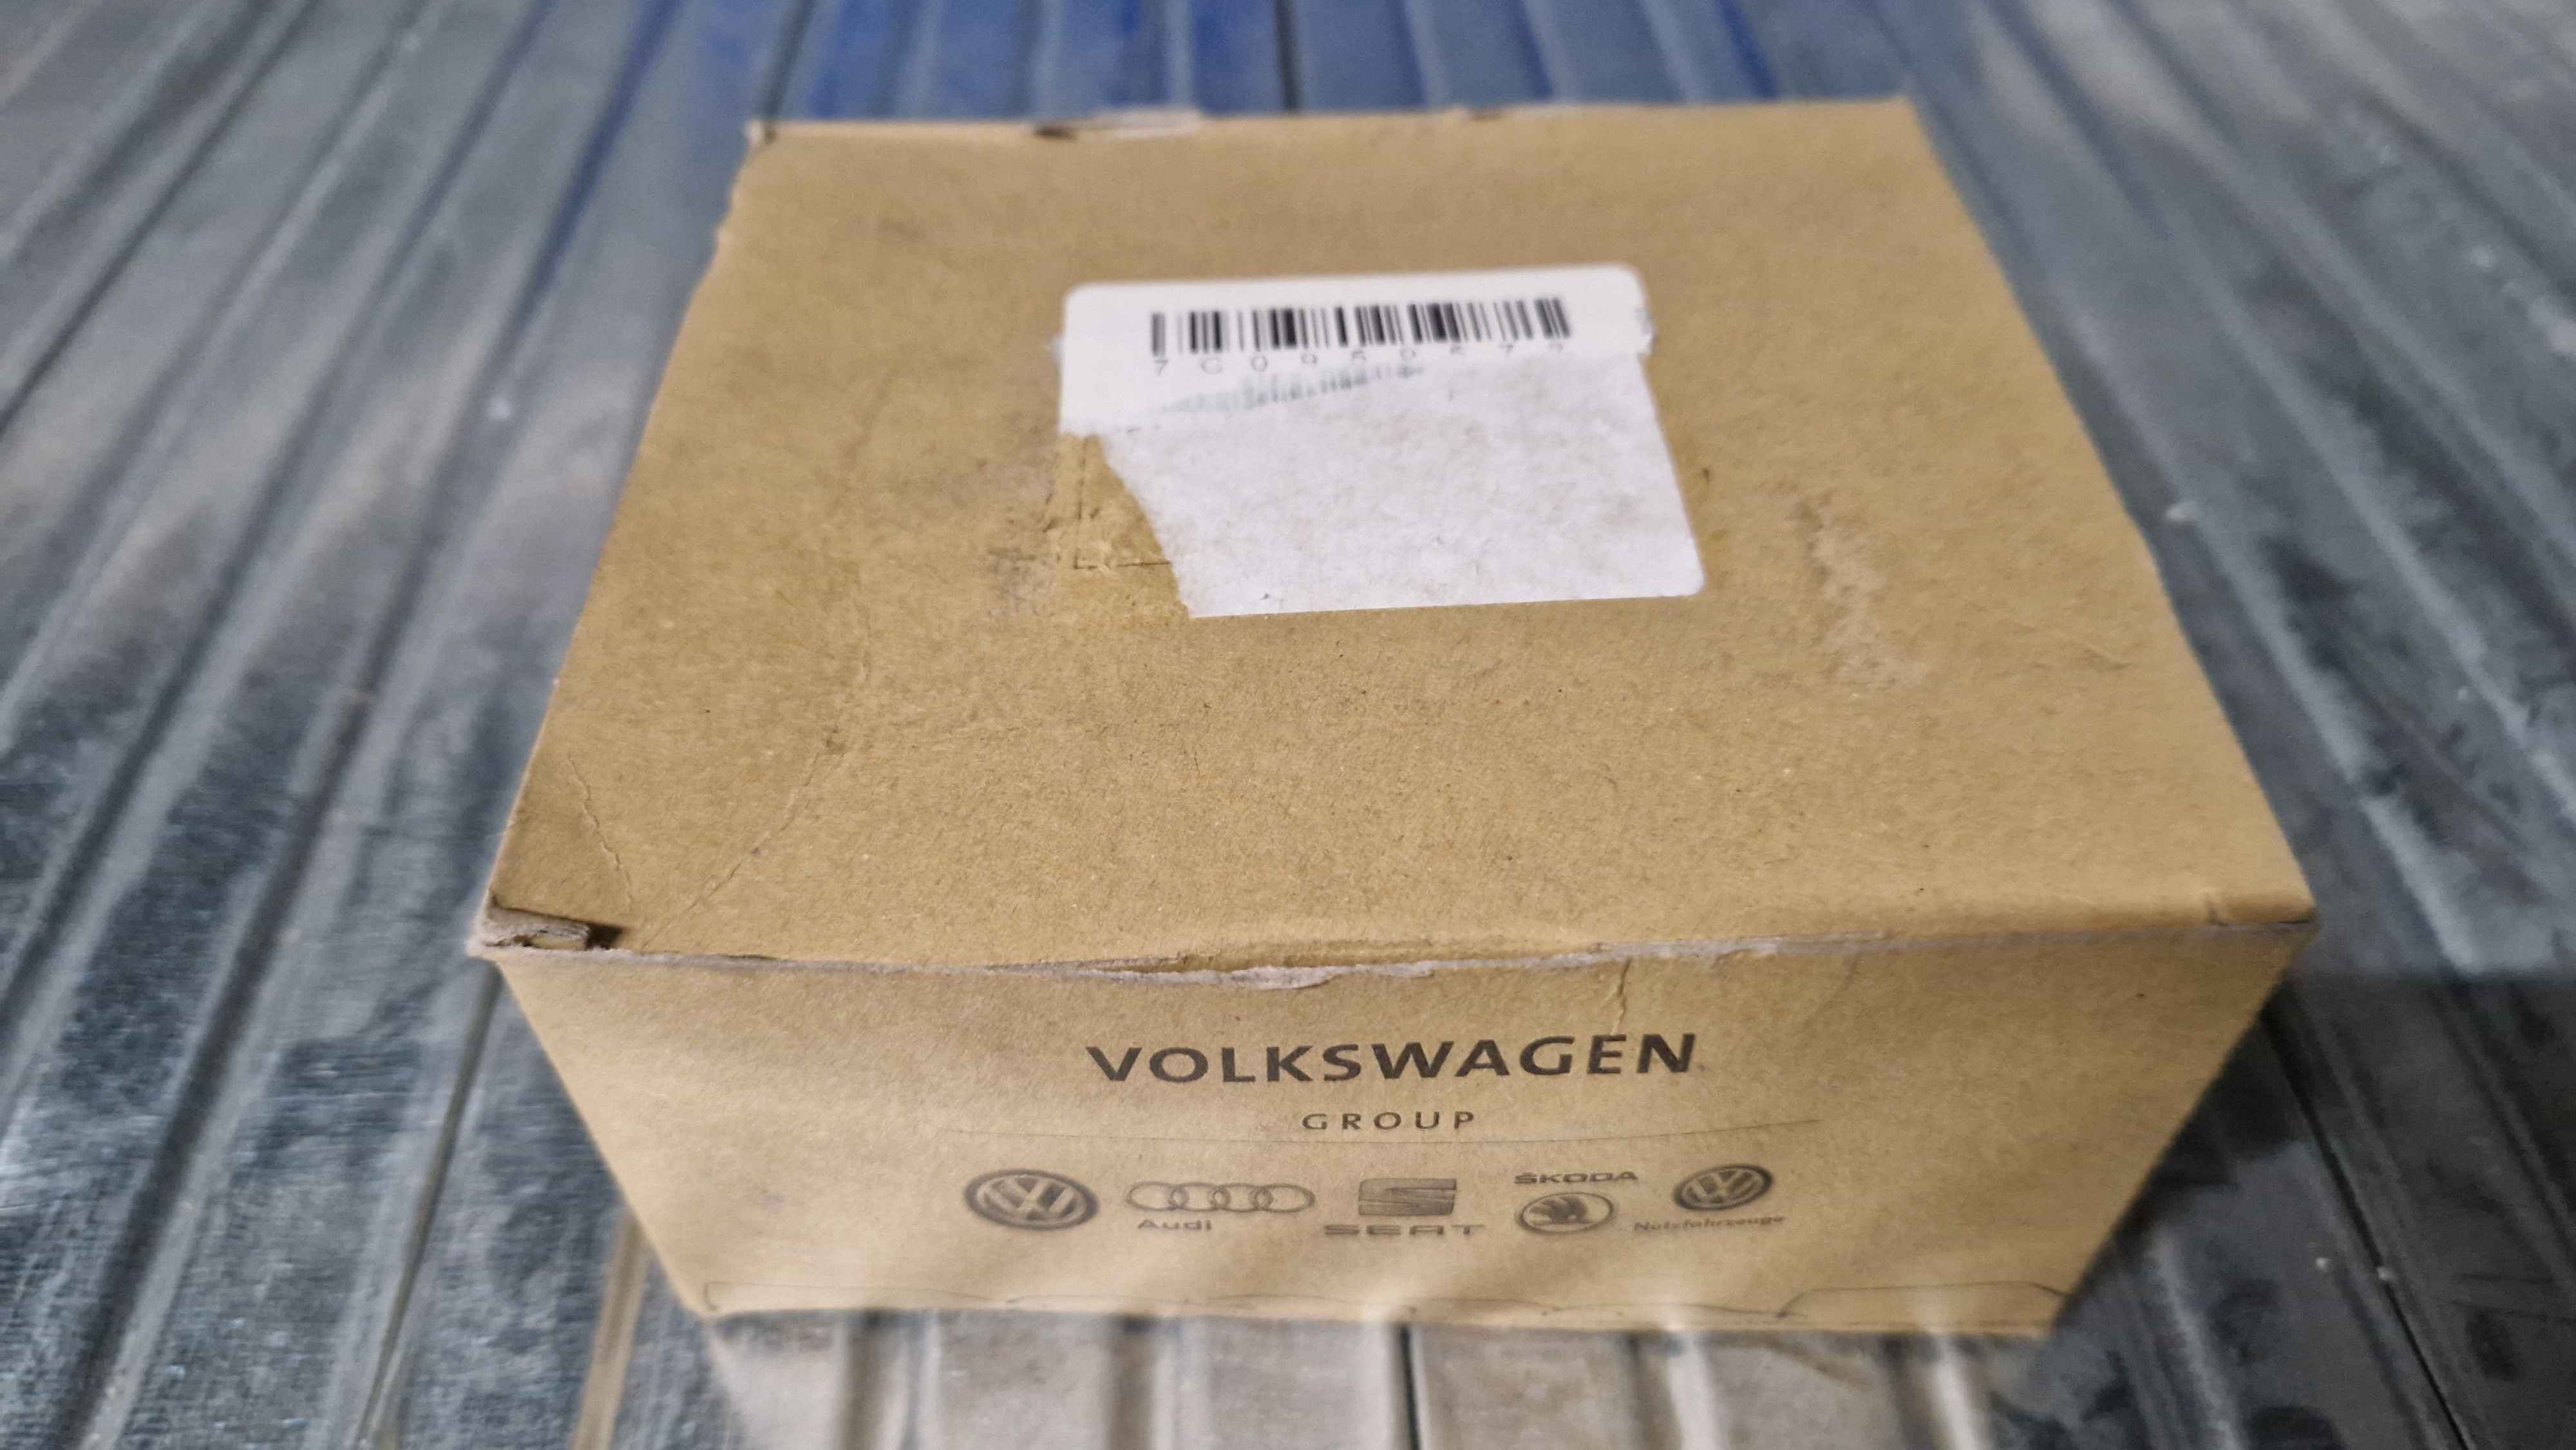 VOLKSWAGEN
GROUP
Audi
SEAT
ŠKODA
Nutzfahrzeuge